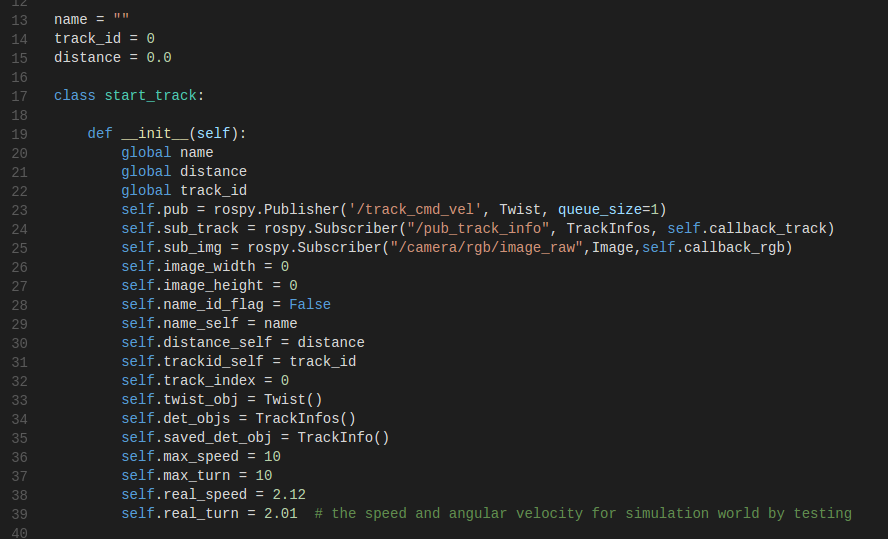 12
13 name = ""
14 track_id = 0
15 distance = 0.0
16
17 class start_track:
18
19     def __init__(self):
20         global name
21         global distance
22         global track_id
23         self.pub = rospy.Publisher('/track_cmd_vel', Twist, queue_size=1)
24         self.sub_track = rospy.Subscriber("/pub_track_info", TrackInfos, self.callback_track)
25         self.sub_img = rospy.Subscriber("/camera/rgb/image_raw",Image,self.callback_rgb)
26         self.image_width = 0
27         self.image_height = 0
28         self.name_id_flag = False
29         self.name_self = name
30         self.distance_self = distance
31         self.trackid_self = track_id
32         self.track_index = 0
33         self.twist_obj = Twist()
34         self.det_objs = TrackInfos()
35         self.saved_det_obj = TrackInfo()
36         self.max_speed = 10
37         self.max_turn = 10
38         self.real_speed = 2.12
39         self.real_turn = 2.01  # the speed and angular velocity for simulation world by testing
40